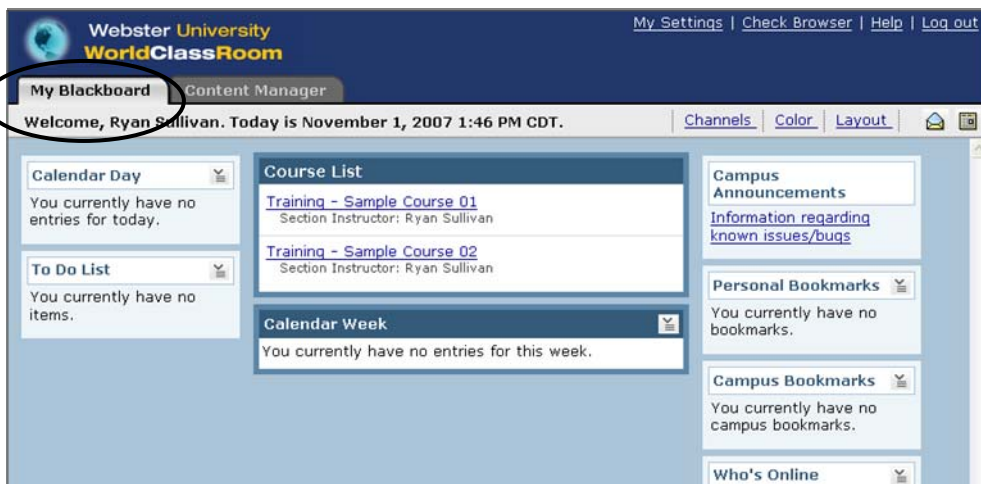 Webster University
WorldClassRoom
My Settings | Check Browser | Help | Log out
My Blackboard
Content Manager
Welcome, Ryan Sullivan. Today is November 1, 2007 1:46 PM CDT.
Channels | Color | Layout
Calendar Day
You currently have no
entries for today.
To Do List
You currently have no
items.
Course List
Training - Sample Course 01
Section Instructor: Ryan Sullivan
Training - Sample Course 02
Section Instructor: Ryan Sullivan
Calendar Week
You currently have no entries for this week.
Campus
Announcements
Information regarding
known issues/bugs
Personal Bookmarks
You currently have no
bookmarks.
Campus Bookmarks
You currently have no
campus bookmarks.
Who's Online